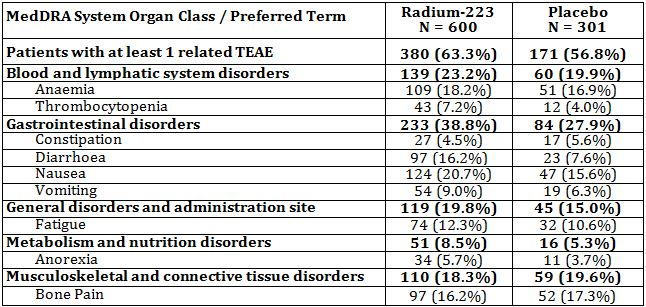 MedDRA System Organ Class / Preferred Term Radium-223 N = 600 Placebo N = 301
Patients with at least 1 related TEAE 380 (63.3%) 171 (56.8%)
Blood and lymphatic system disorders 139 (23.2%) 60 (19.9%)
Anaemia 109 (18.2%) 51 (16.9%)
Thrombocytopenia 43 (7.2%) 12 (4.0%)
Gastrointestinal disorders 233 (38.8%) 84 (27.9%)
Constipation 27 (4.5%) 17 (5.6%)
Diarrhoea 97 (16.2%) 23 (7.6%)
Nausea 124 (20.7%) 47 (15.6%)
Vomiting 54 (9.0%) 19 (6.3%)
General disorders and administration site 119 (19.8%) 45 (15.0%)
Fatigue 74 (12.3%) 32 (10.6%)
Metabolism and nutrition disorders 51 (8.5%) 16 (5.3%)
Anorexia 34 (5.7%) 11 (3.7%)
Musculoskeletal and connective tissue disorders 110 (18.3%) 59 (19.6%)
Bone Pain 97 (16.2%) 52 (17.3%)